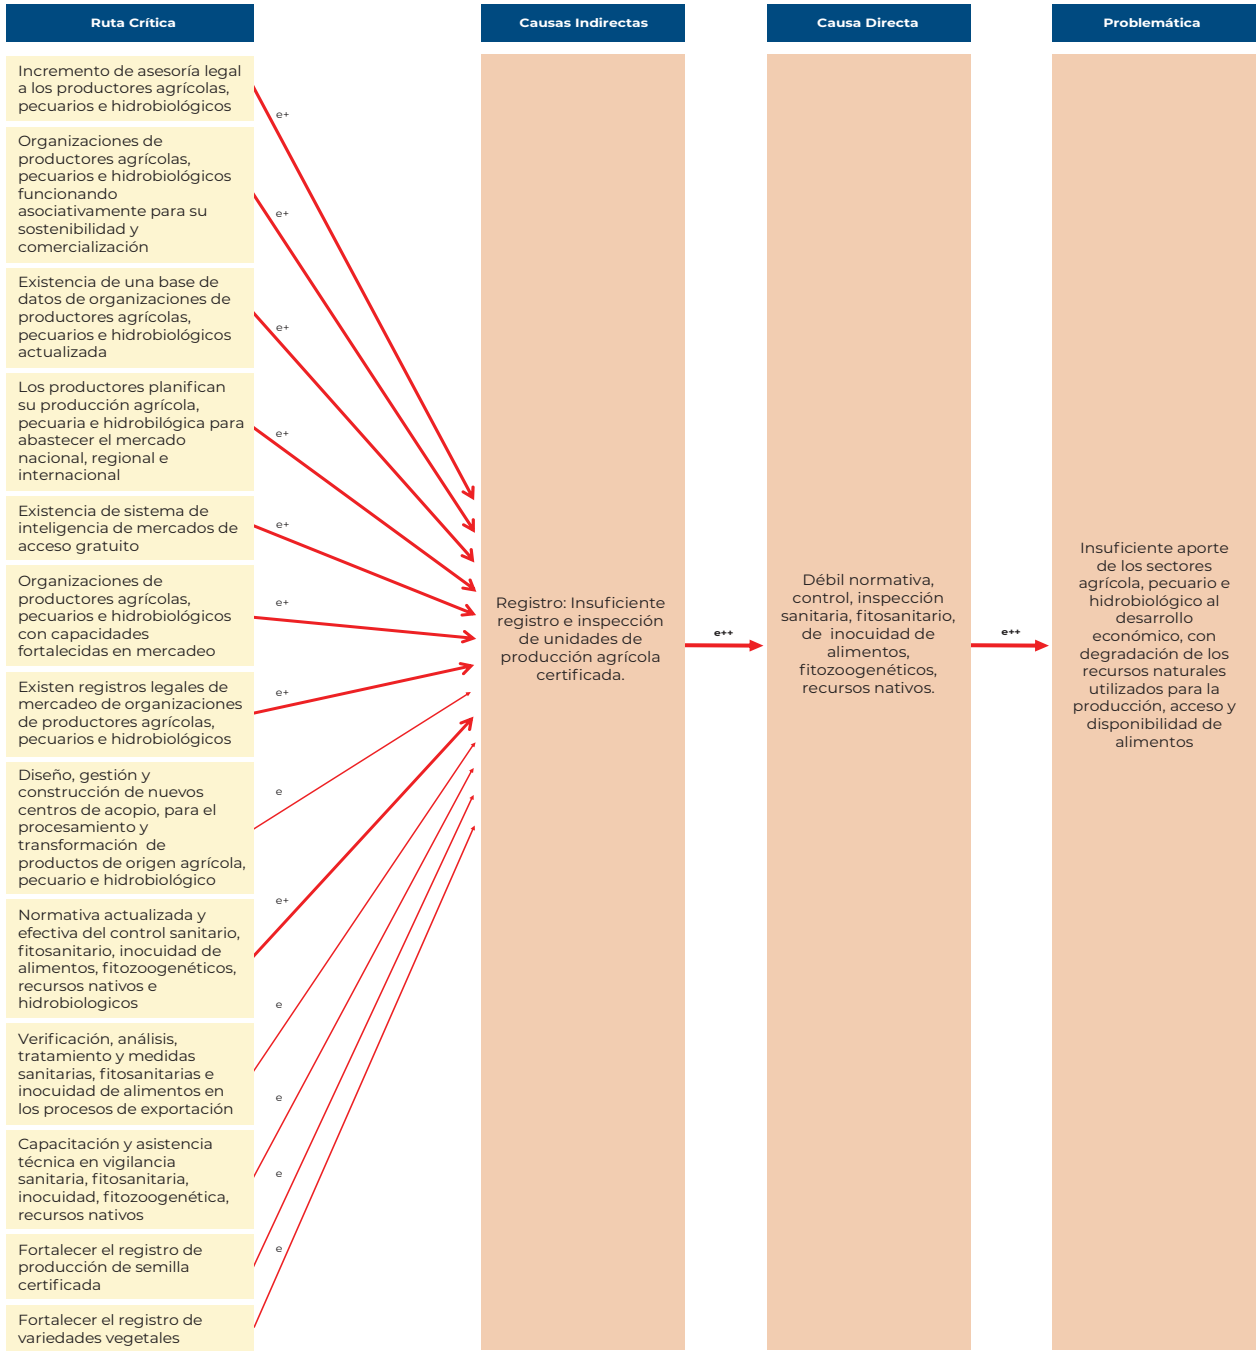 Ruta Crítica
Causas Indirectas
Causa Directa
Problemática
Incremento de asesoría legal
a los productores agrícolas,
pecuarios e hidrobiológicos
e+
Organizaciones de
productores agrícolas,
pecuarios e hidrobiológicos
funcionando
asociativamente para su
sostenibilidad y
comercialización
e+
Existencia de una base de
datos de organizaciones de
productores agrícolas,
pecuarios e hidrobiológicos
actualizada
e+
Los productores planifican
su producción agrícola,
pecuaria e hidrobilógica para
abastecer el mercado
nacional, regional e
internacional
e+
Existencia de sistema de
inteligencia de mercados de
acceso gratuito
e+
Organizaciones de
productores agrícolas,
pecuarios e hidrobiológicos
con capacidades
fortalecidas en mercadeo
e+
Existen registros legales de
mercadeo de organizaciones
de productores agrícolas,
pecuarios e hidrobiológicos
e+
Diseño, gestión y
construcción de nuevos
centros de acopio, para el
procesamiento y
transformación de
productos de origen agrícola,
pecuario e hidrobiológico
e
Normativa actualizada y
efectiva del control sanitario,
fitosanitario, inocuidad de
alimentos, fitozoogenéticos,
recursos nativos e
hidrobiologicos
e+
Verificación, análisis,
tratamiento y medidas
sanitarias, fitosanitarias e
inocuidad de alimentos en
los procesos de exportación
e
Capacitación y asistencia
técnica en vigilancia
sanitaria, fitosanitaria,
inocuidad, fitozoogenética,
recursos nativos
e
Fortalecer el registro de
producción de semilla
certificada
e
Fortalecer el registro de
variedades vegetales
e
Registro: Insuficiente
registro e inspección
de unidades de
producción agrícola
certificada.
e++
Débil normativa,
control, inspección
sanitaria, fitosanitario,
de inocuidad de
alimentos,
fitozoogenéticos,
recursos nativos.
e++
Insuficiente aporte
de los sectores
agrícola, pecuario e
hidrobiológico al
desarrollo
económico, con
degradación de los
recursos naturales
utilizados para la
producción, acceso y
disponibilidad de
alimentos